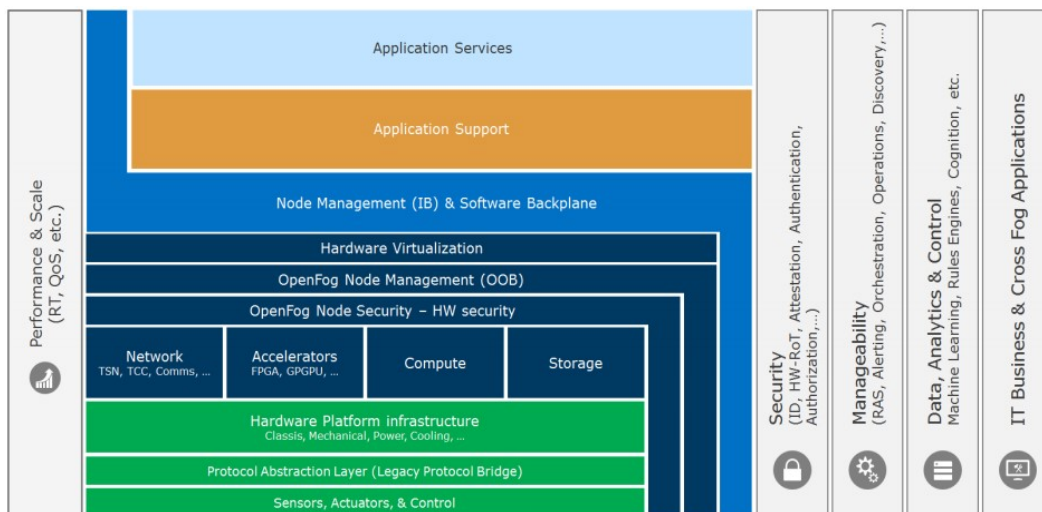 Performance & Scale
(RT, QoS, etc.)
Application Services
Application Support
Node Management (IB) & Software Backplane
Hardware Virtualization
OpenFog Node Management (OOB)
OpenFog Node Security – HW security
Network
TSN, TCC, Comms, ...
Accelerators
FPGA, GPGPU, ...
Compute
Storage
Hardware Platform infrastructure
Classis, Mechanical, Power, Cooling, ...
Protocol Abstraction Layer (Legacy Protocol Bridge)
Sensors, Actuators, & Control
Security
(ID, HW-RoT, Attestation, Authentication,
Authorization,...)
Manageability
(RAS, Alerting, Orchestration, Operations, Discovery,...)
Data, Analytics & Control
Machine Learning, Rules Engines, Cognition, etc.
IT Business & Cross Fog Applications